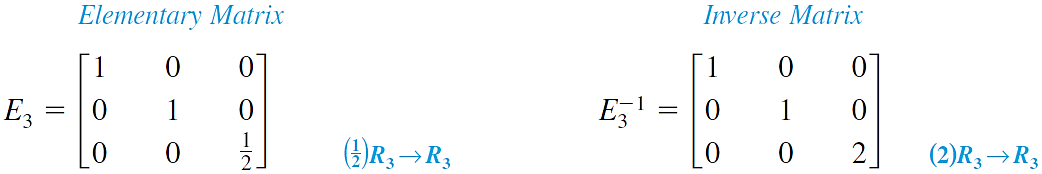 Elementary Matrix Inverse Matrix
E₃ = [1 0 0 E₃⁻¹ = [1 0 0
0 1 0 0 1 0
0 0 1/2] (1/2)R₃→R₃ 0 0 2] (2)R₃→R₃